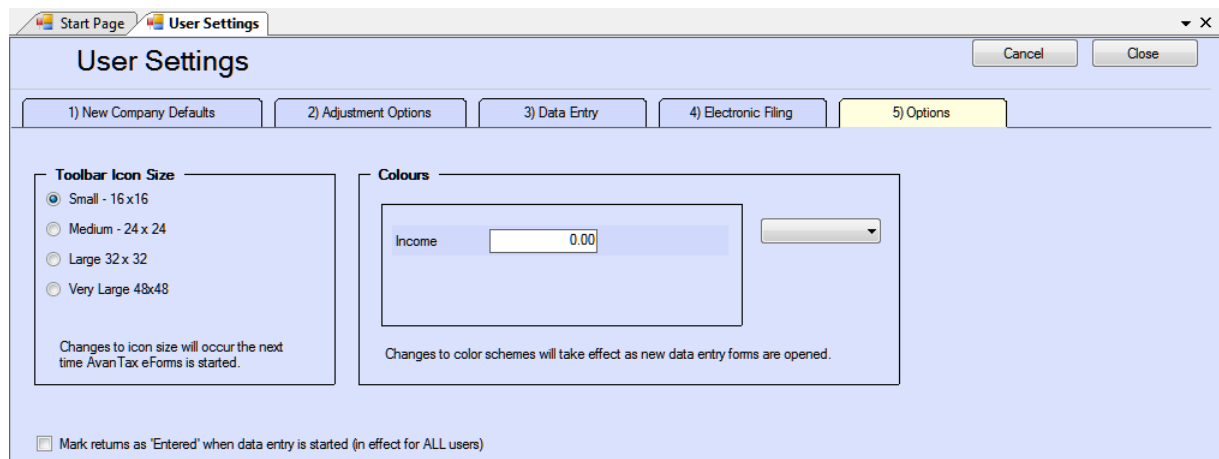 Start Page
User Settings
User Settings
Cancel
Close
1) New Company Defaults
2) Adjustment Options
3) Data Entry
4) Electronic Filing
5) Options
Toolbar Icon Size
Small - 16 x16
Medium - 24 x 24
Large 32 x 32
Very Large 48x48
Changes to icon size will occur the next
time AvanTax eForms is started.
Colours
Income
0.00
Changes to color schemes will take effect as new data entry forms are opened.
Mark returns as 'Entered' when data entry is started (in effect for ALL users)